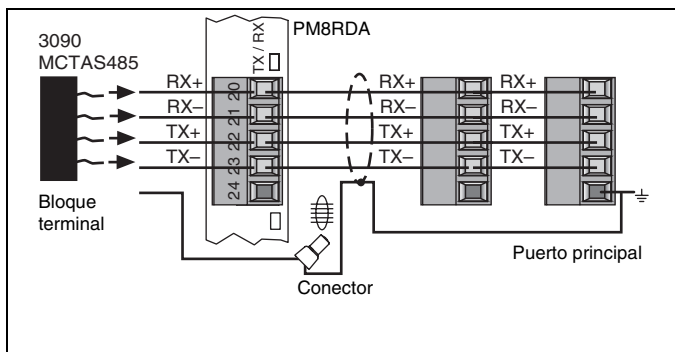 3090
MCTAS485
PM8RDA
TX / RX
RX+ 20 RX+ RX+
RX– 21 RX– RX–
TX+ 22 TX+ TX+
TX– 23 TX– TX–
24
Bloque
terminal
Puerto principal
Conector